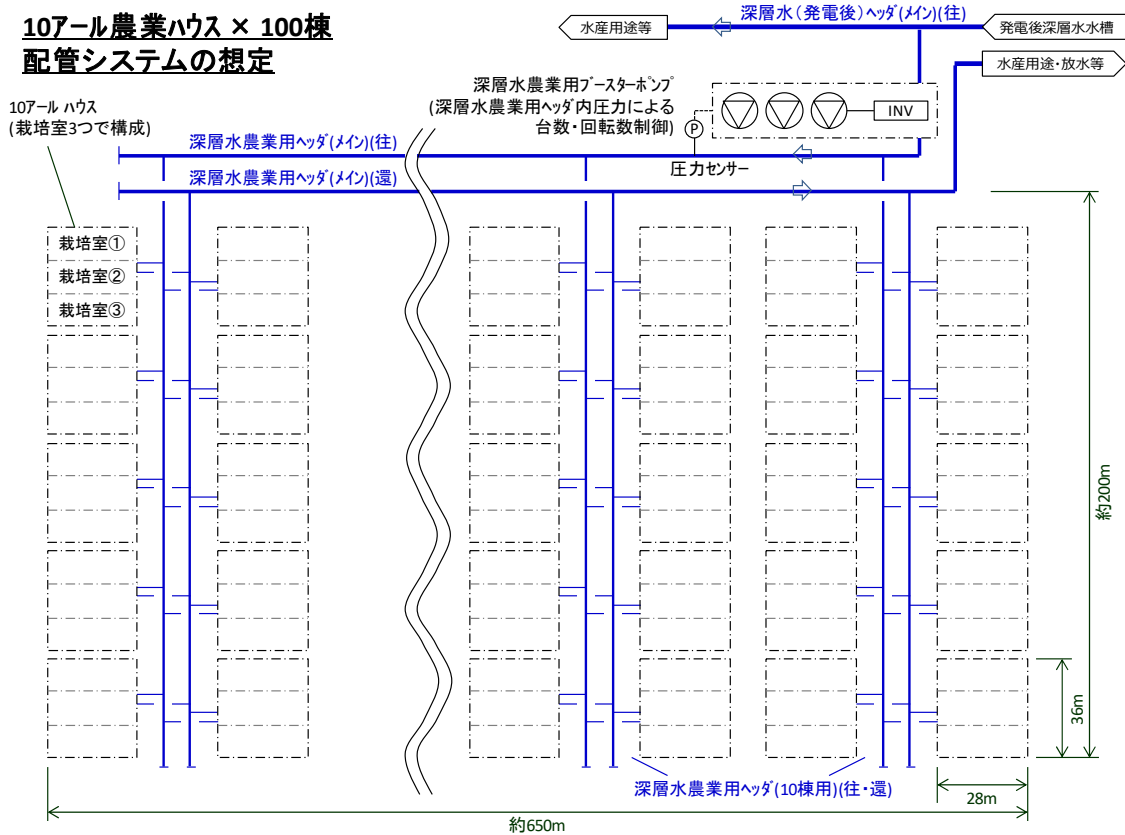 10アール農業ハウス × 100棟
配管システムの想定
深層水（発電後）ヘッダ(メイン)(往)
水産用途等
発電後深層水水槽
水産用途・放水等
深層水農業用ブースターポンプ
(深層水農業用ヘッダ内圧力による
台数・回転数制御)
INV
P
圧力センサー
10アール ハウス
(栽培室3つで構成)
深層水農業用ヘッダ(メイン)(往)
深層水農業用ヘッダ(メイン)(還)
栽培室①
栽培室②
栽培室③
約200m
36m
深層水農業用ヘッダ(10棟用)(往・還)
28m
約650m